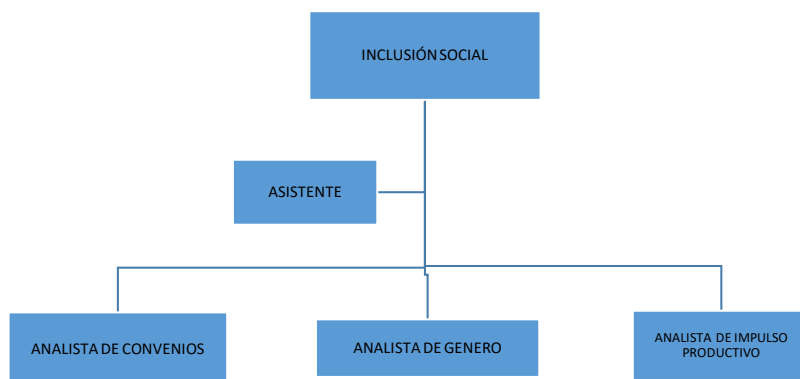 INCLUSIÓN SOCIAL
ASISTENTE
ANALISTA DE CONVENIOS
ANALISTA DE GENERO
ANALISTA DE IMPULSO
PRODUCTIVO